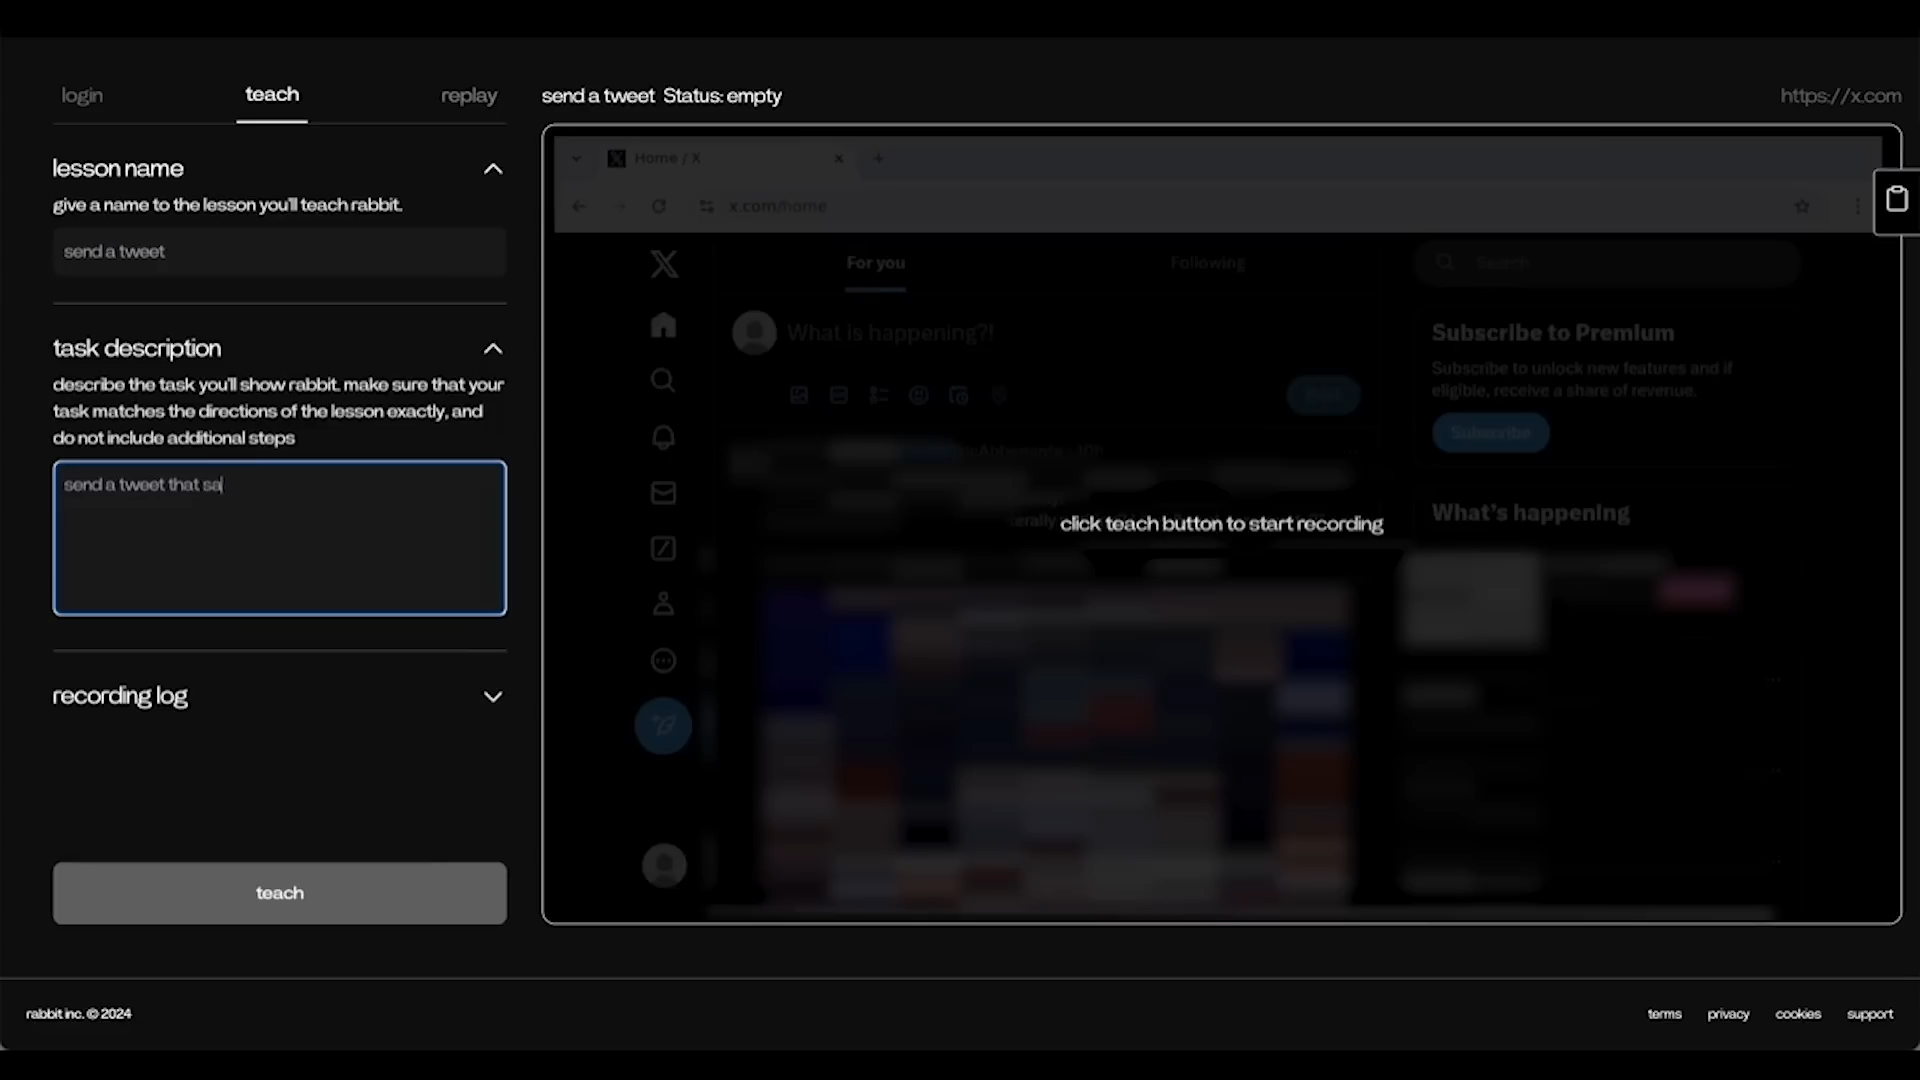 login
teach
replay
send a tweet Status: empty
https://x.com
lesson name
give a name to the lesson you'll teach rabbit.
send a tweet
task description
describe the task you'll show rabbit. make sure that your
task matches the directions of the lesson exactly, and
do not include additional steps
send a tweet that sa
recording log
teach
Home / X
x.com/home
For you
Following
Search
What is happening?!
Post
Subscribe to Premium
Subscribe to unlock new features and if
eligible, receive a share of revenue.
Subscribe
What's happening
click teach button to start recording
rabbit inc. © 2024
terms
privacy
cookies
support